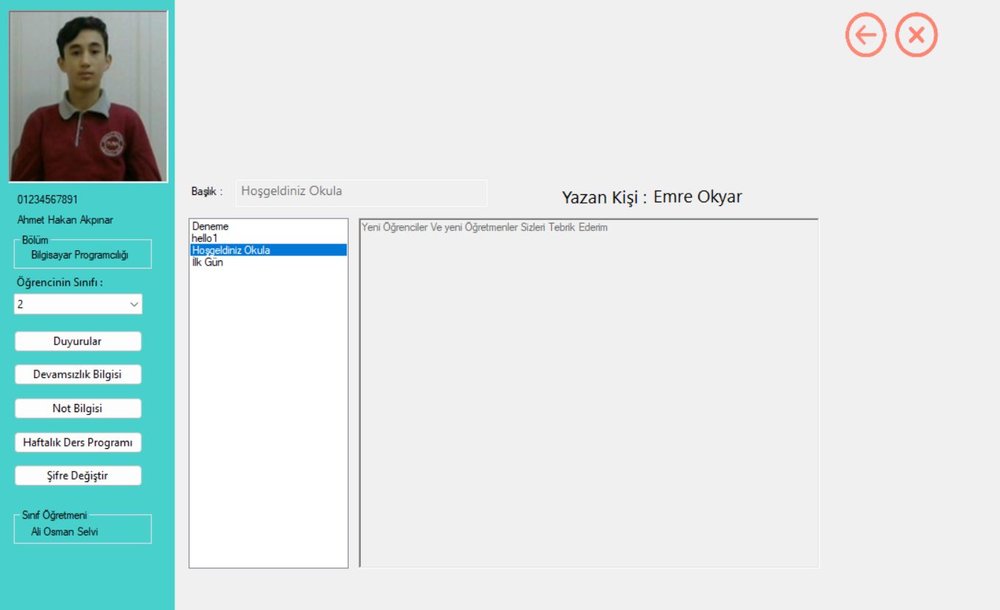 01234567891
Ahmet Hakan Akpınar
Bölüm
Bilgisayar Programcılığı
Öğrencinin Sınıfı :
2
Duyurular
Devamsızlık Bilgisi
Not Bilgisi
Haftalık Ders Programı
Şifre Değiştir
Sınıf Öğretmeni
Ali Osman Selvi
Başlık : Hoşgeldiniz Okula
Yazan Kişi : Emre Okyar
Deneme
hello1
Hoşgeldiniz Okula
İlk Gün
Yeni Öğrenciler Ve yeni Öğretmenler Sizleri Tebrik Ederim